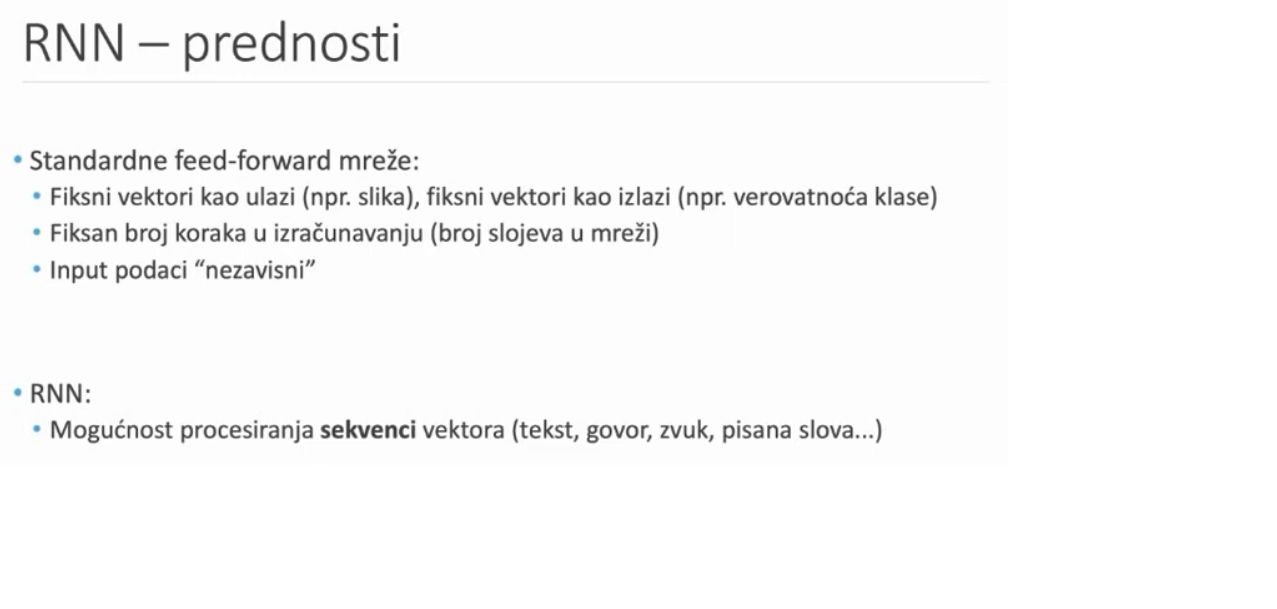 RNN – prednosti
• Standardne feed-forward mreže:
• Fiksni vektori kao ulazi (npr. slika), fiksni vektori kao izlazi (npr. verovatnoća klase)
• Fiksan broj koraka u izračunavanju (broj slojeva u mreži)
• Input podaci “nezavisni”
• RNN:
• Mogućnost procesiranja sekvenci vektora (tekst, govor, zvuk, pisana slova...)